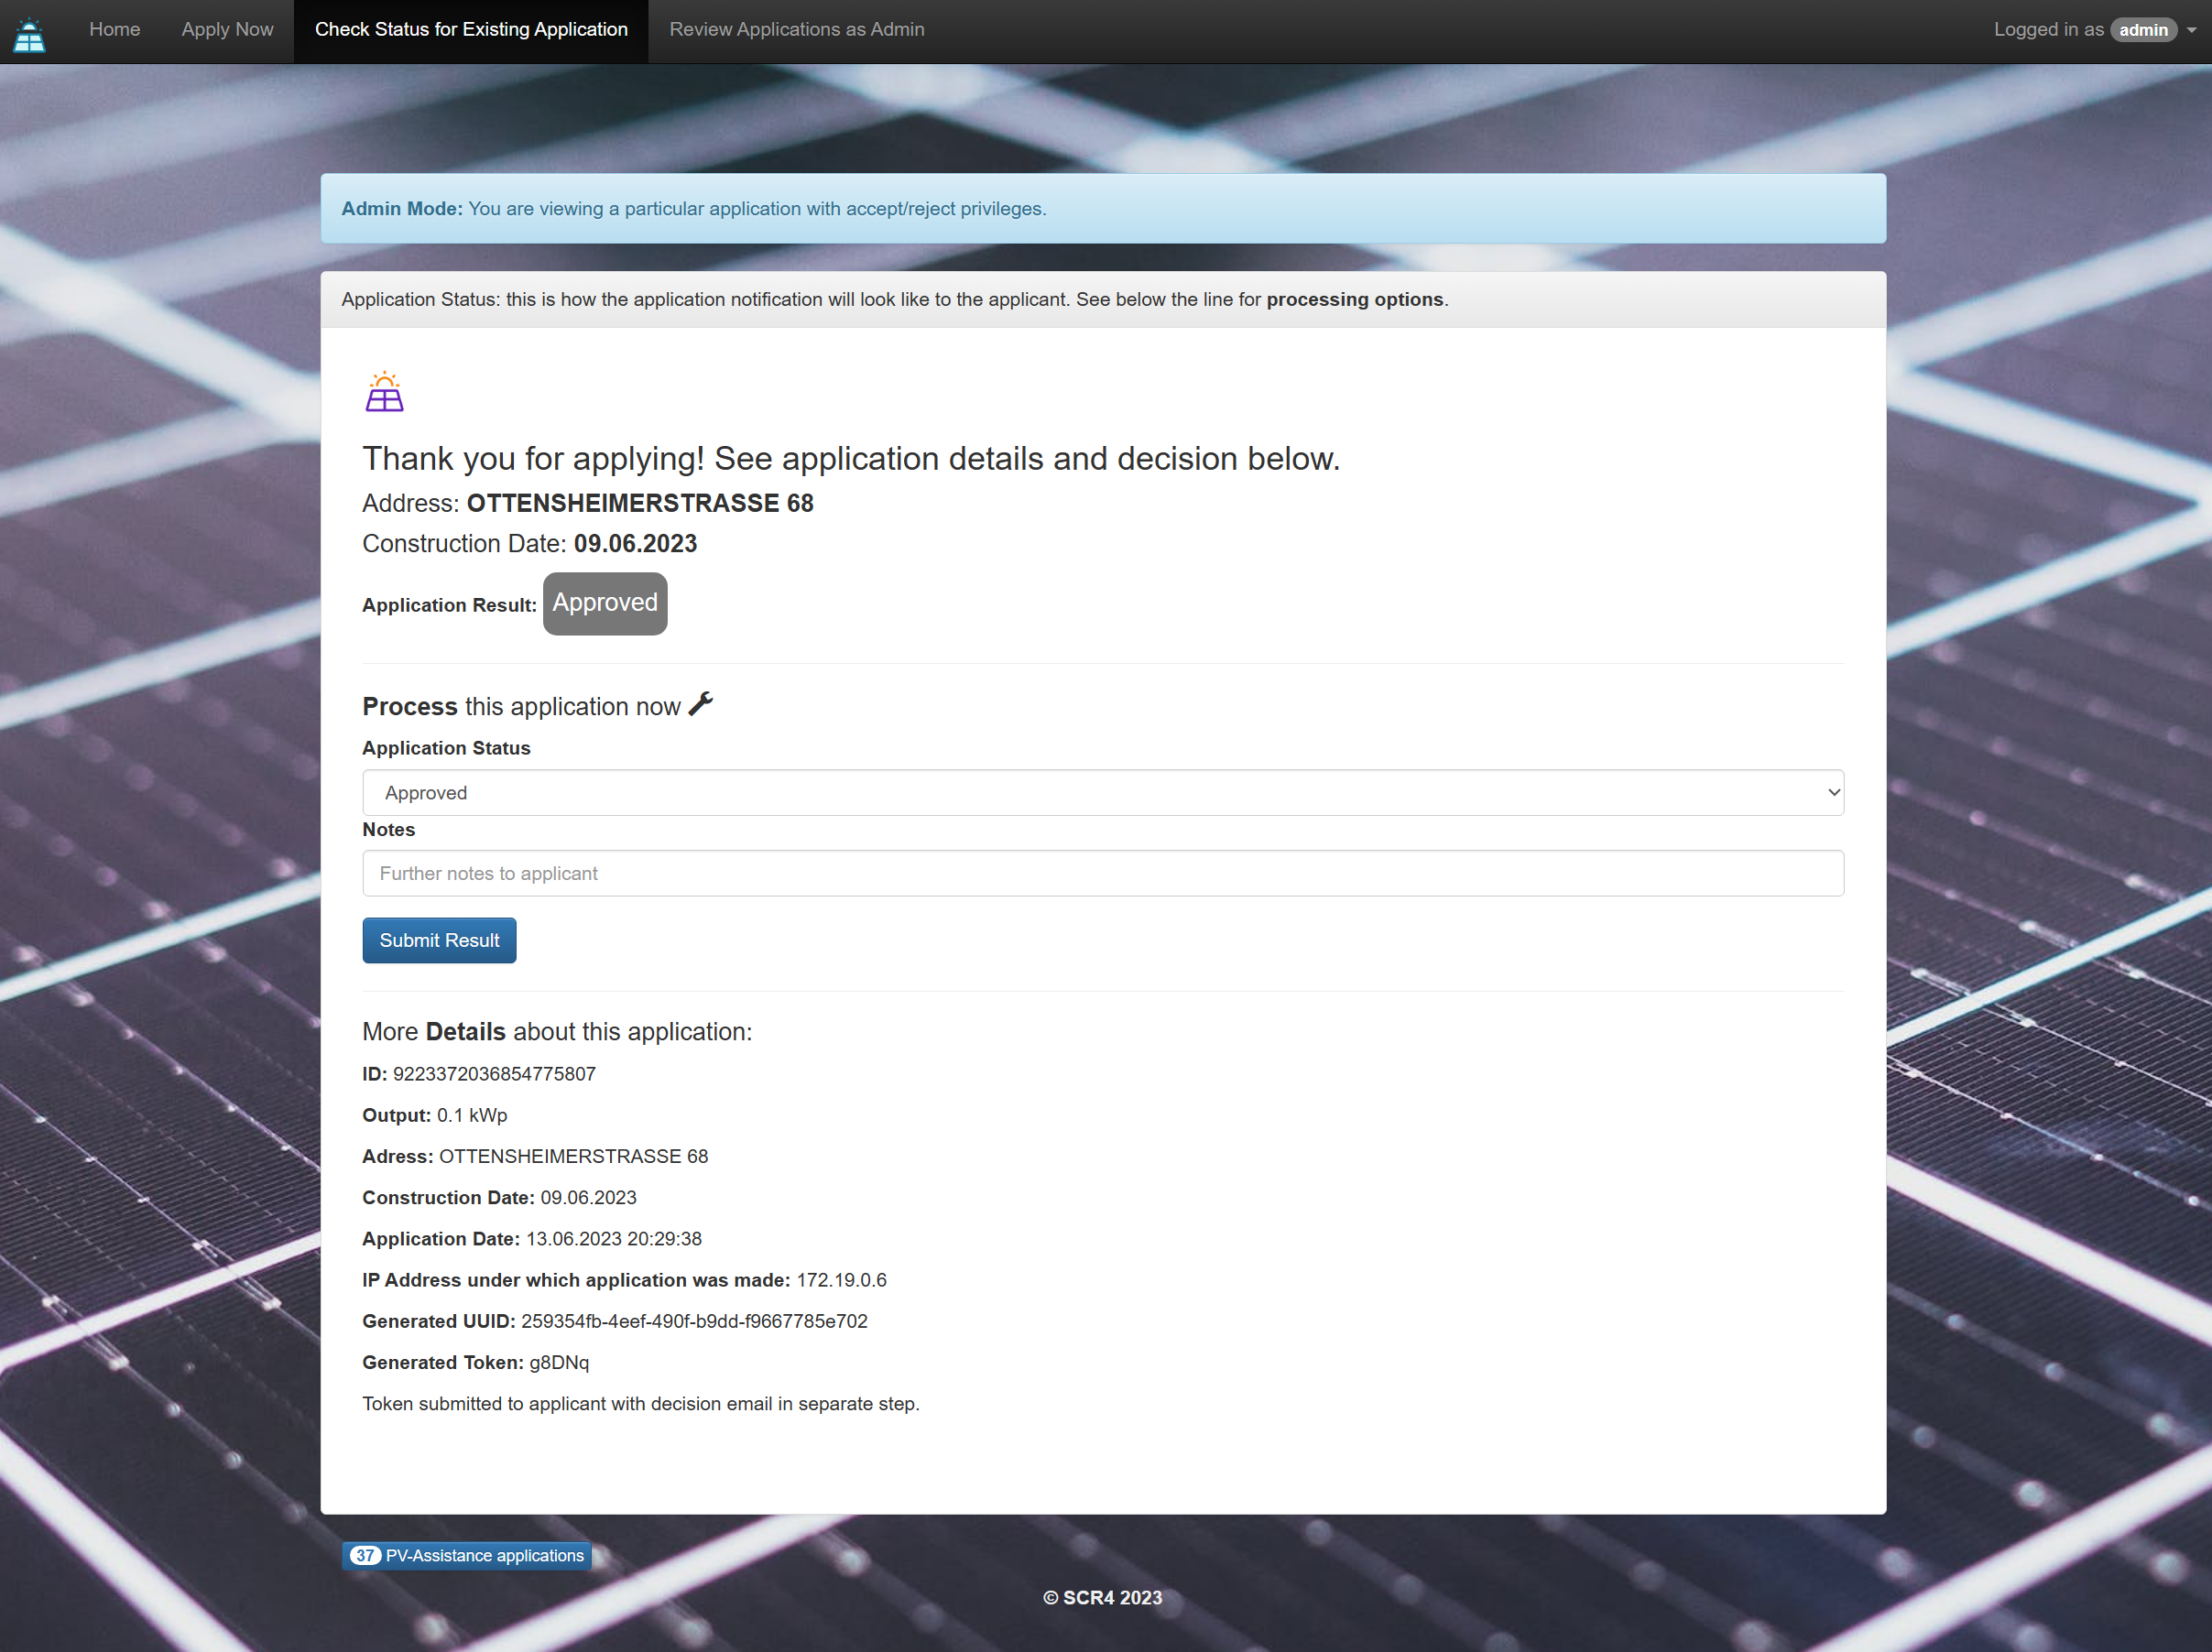 Home Apply Now Check Status for Existing Application Review Applications as Admin Logged in as admin
Admin Mode: You are viewing a particular application with accept/reject privileges.
Application Status: this is how the application notification will look like to the applicant. See below the line for processing options.
Thank you for applying! See application details and decision below.
Address: OTTENSHEIMERSTRASSE 68
Construction Date: 09.06.2023
Application Result: Approved
Process this application now
Application Status
Approved
Notes
Further notes to applicant
Submit Result
More Details about this application:
ID: 9223372036854775807
Output: 0.1 kWp
Adress: OTTENSHEIMERSTRASSE 68
Construction Date: 09.06.2023
Application Date: 13.06.2023 20:29:38
IP Address under which application was made: 172.19.0.6
Generated UUID: 259354fb-4eef-490f-b9dd-f9667785e702
Generated Token: g8DNq
Token submitted to applicant with decision email in separate step.
37 PV-Assistance applications
© SCR4 2023